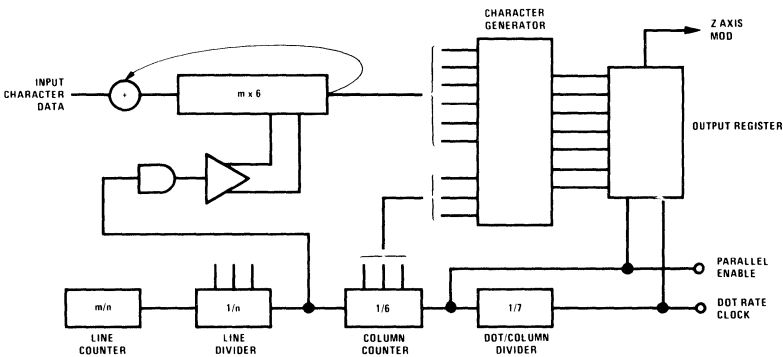 CHARACTER
GENERATOR
Z AXIS
MOD
INPUT
CHARACTER
DATA
+
m x 6
OUTPUT REGISTER
PARALLEL
ENABLE
m/n
1/n
1/6
1/7
DOT RATE
CLOCK
LINE
COUNTER
LINE
DIVIDER
COLUMN
COUNTER
DOT/COLUMN
DIVIDER